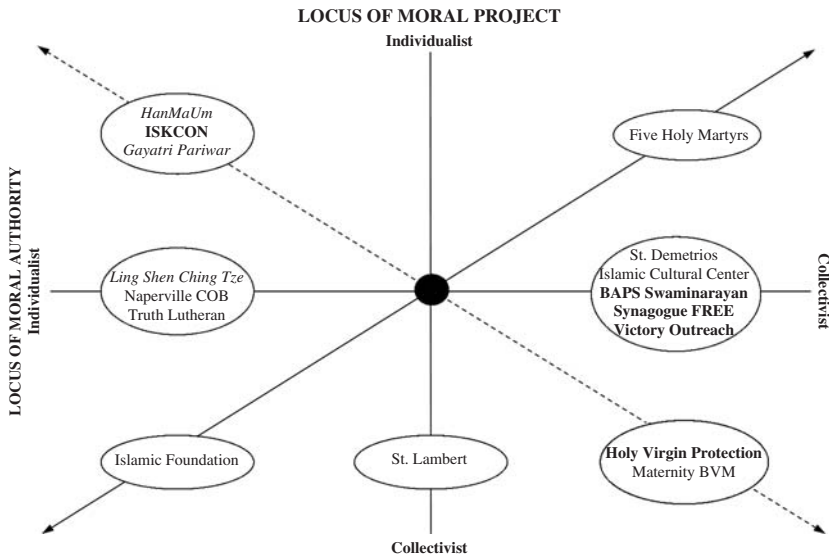 LOCUS OF MORAL PROJECT
Individualist
HanMaUm
ISKCON
Gayatri Pariwar
Five Holy Martyrs
LOCUS OF MORAL AUTHORITY
Individualist
Ling Shen Ching Tze
Naperville COB
Truth Lutheran
St. Demetrios
Islamic Cultural Center
BAPS Swaminarayan
Synagogue FREE
Victory Outreach
Collectivist
Islamic Foundation
St. Lambert
Holy Virgin Protection
Maternity BVM
Collectivist